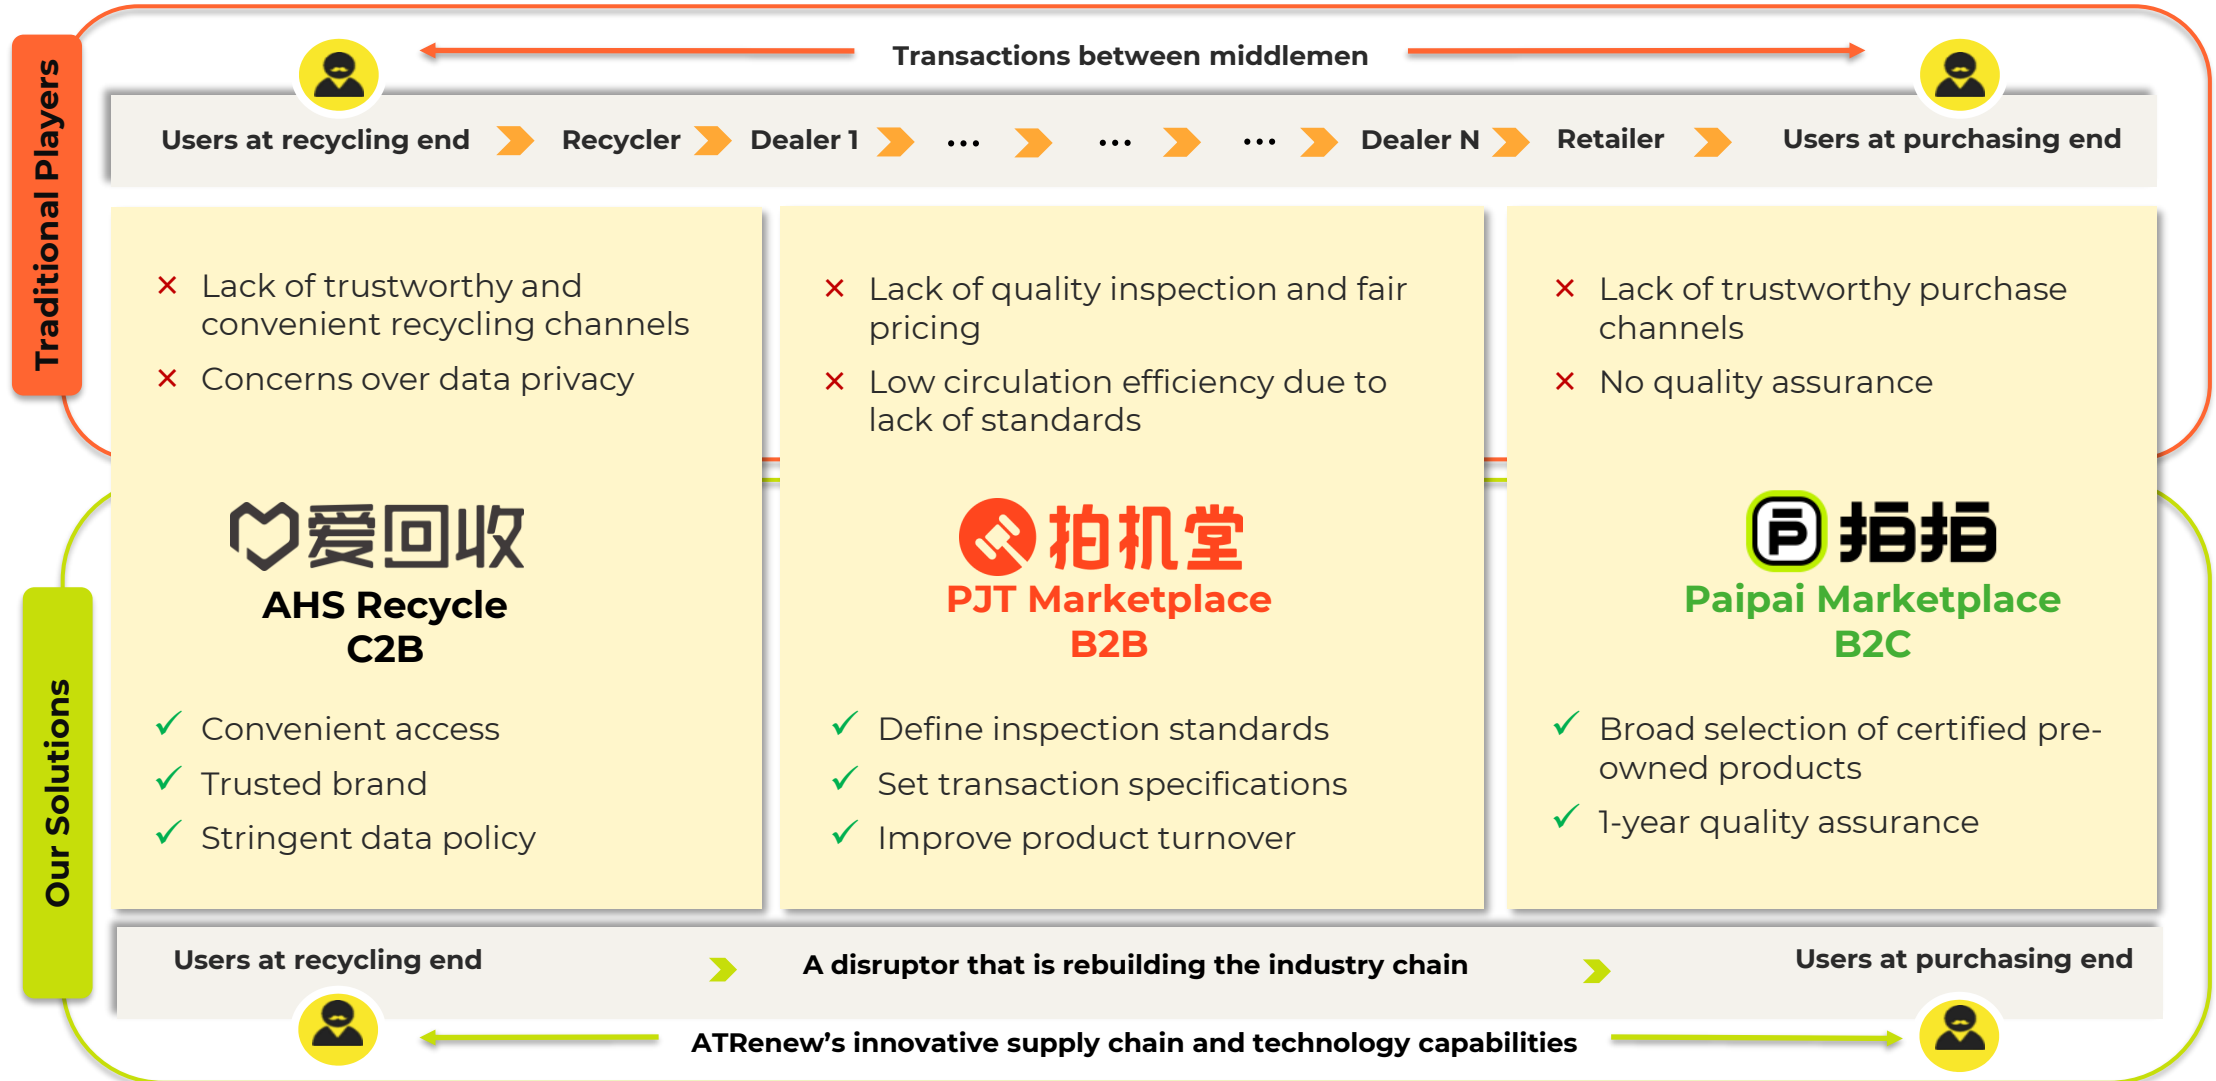 Traditional Players
Transactions between middlemen
Users at recycling end
Recycler
Dealer 1
...
...
...
Dealer N
Retailer
Users at purchasing end
× Lack of trustworthy and
convenient recycling channels
× Concerns over data privacy
× Lack of quality inspection and fair
pricing
× Low circulation efficiency due to
lack of standards
× Lack of trustworthy purchase
channels
× No quality assurance
Our Solutions
爱回收
AHS Recycle
C2B
✓ Convenient access
✓ Trusted brand
✓ Stringent data policy
拍机堂
PJT Marketplace
B2B
✓ Define inspection standards
✓ Set transaction specifications
✓ Improve product turnover
P 拍拍
Paipai Marketplace
B2C
✓ Broad selection of certified pre-
owned products
✓ 1-year quality assurance
Users at recycling end
A disruptor that is rebuilding the industry chain
Users at purchasing end
ATRenew’s innovative supply chain and technology capabilities